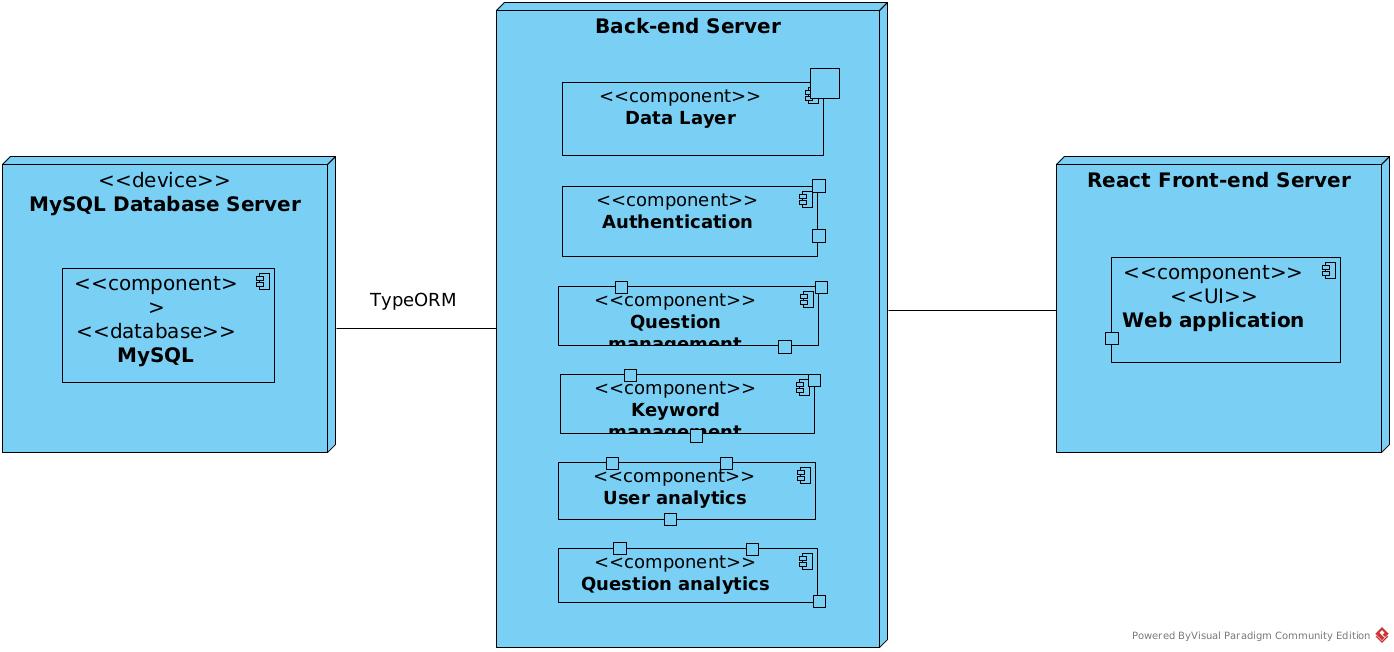 Back-end Server
<<component>>
Data Layer
<<component>>
Authentication
<<component>>
Question
management
<<component>>
Keyword
management
<<component>>
User analytics
<<component>>
Question analytics
<<device>>
MySQL Database Server
<<component>
>
<<database>>
MySQL
TypeORM
React Front-end Server
<<component>>
<<UI>>
Web application
Powered ByVisual Paradigm Community Edition